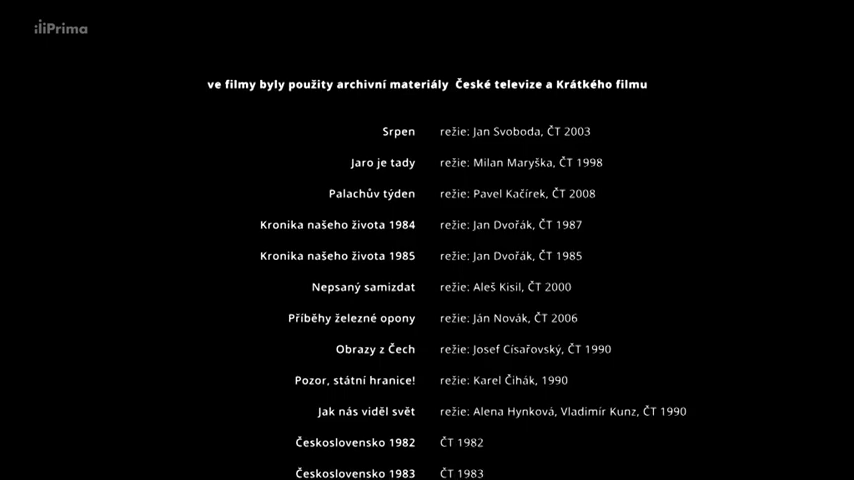 Prima
ve filmy byly použity archivní materiály České televize a Krátkého filmu
Srpen režie: Jan Svoboda, ČT 2003
Jaro je tady režie: Milan Maryška, ČT 1998
Palachův týden režie: Pavel Kačírek, ČT 2008
Kronika našeho života 1984 režie: Jan Dvořák, ČT 1987
Kronika našeho života 1985 režie: Jan Dvořák, ČT 1985
Nepsaný samizdat režie: Aleš Kisil, ČT 2000
Příběhy železné opony režie: Ján Novák, ČT 2006
Obrazy z Čech režie: Josef Císařovský, ČT 1990
Pozor, státní hranice! režie: Karel Čihák, 1990
Jak nás viděl svět režie: Alena Hynková, Vladimír Kunz, ČT 1990
Československo 1982 ČT 1982
Československo 1983 ČT 1983